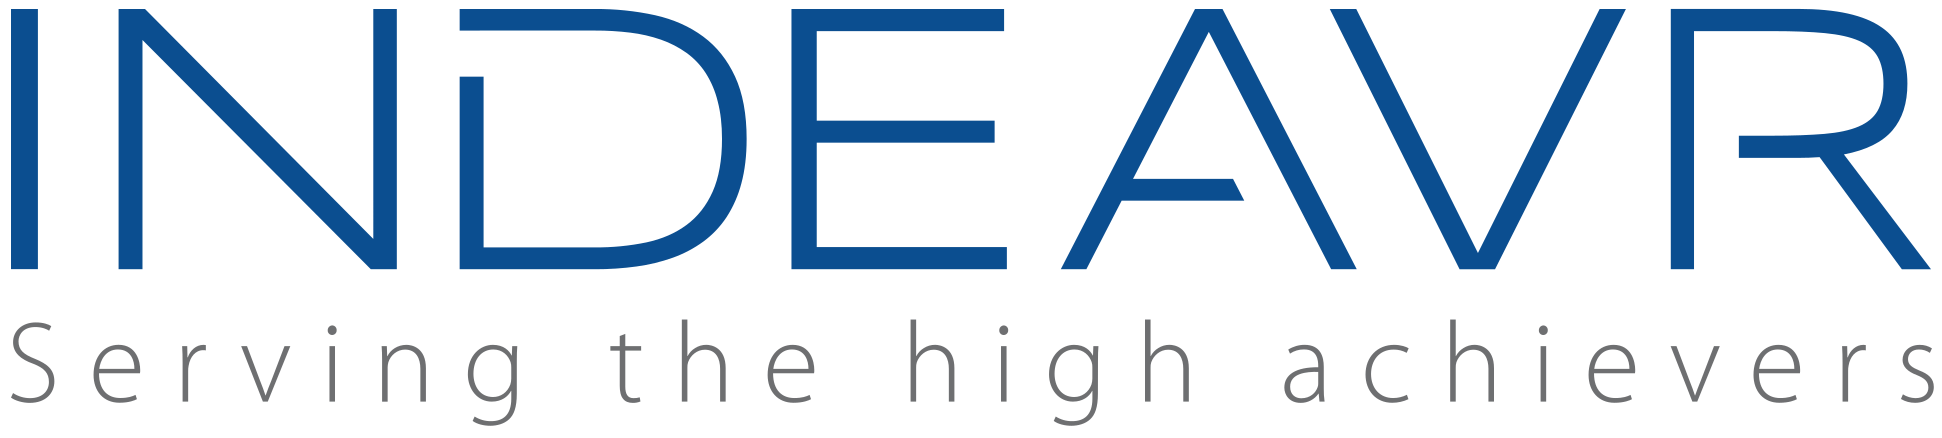 INDEAVR
Serving the high achievers